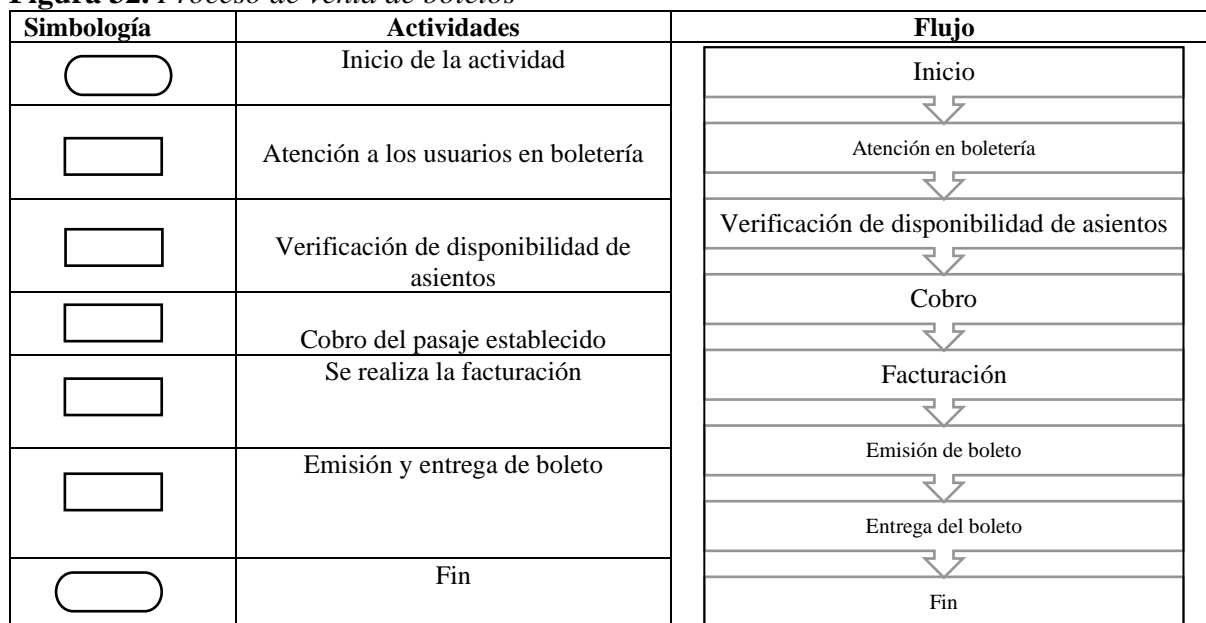 Figura 32. Proceso de venta de boletos
Simbología Actividades Flujo
Inicio de la actividad
Atención a los usuarios en boletería
Verificación de disponibilidad de
asientos
Cobro del pasaje establecido
Se realiza la facturación
Emisión y entrega de boleto
Fin
Inicio
Atención en boletería
Verificación de disponibilidad de asientos
Cobro
Facturación
Emisión de boleto
Entrega del boleto
Fin